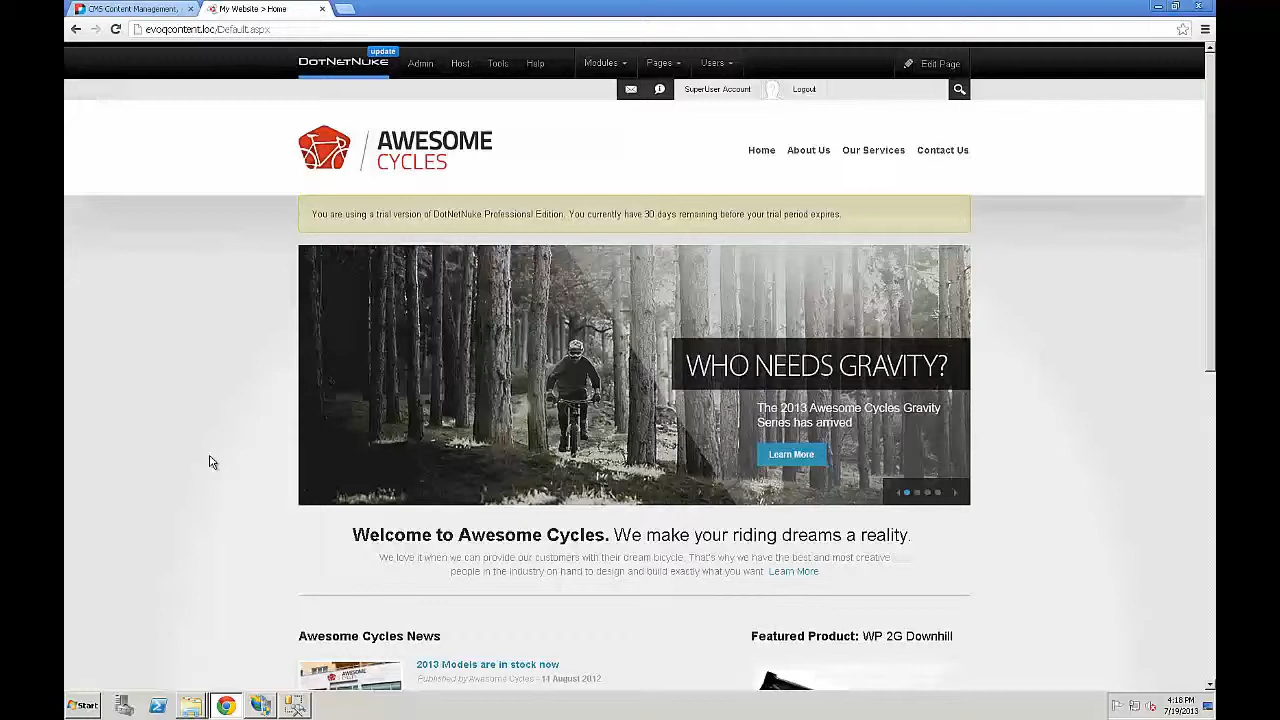 CMS Content Management,
My Website > Home
evoqcontent.loc/Default.aspx
update
DOTNETNUKE Admin Host Tools Help Modules Pages Users Edit Page
SuperUser Account Logout
AWESOME
CYCLES
Home About Us Our Services Contact Us
You are using a trial version of DotNetNuke Professional Edition. You currently have 30 days remaining before your trial period expires.
WHO NEEDS GRAVITY?
The 2013 Awesome Cycles Gravity
Series has arrived
Learn More
Welcome to Awesome Cycles. We make your riding dreams a reality.
We love it when we can provide our customers with their dream bicycle. That's why we have the best and most creative
people in the industry on hand to design and build exactly what you want Learn More
Awesome Cycles News
Featured Product: WP 2G Downhill
AWESOME
CYCLES
2013 Models are in stock now
Published by Awesome Cycles - 14 August 2012
Start
4:18 PM
7/19/2013